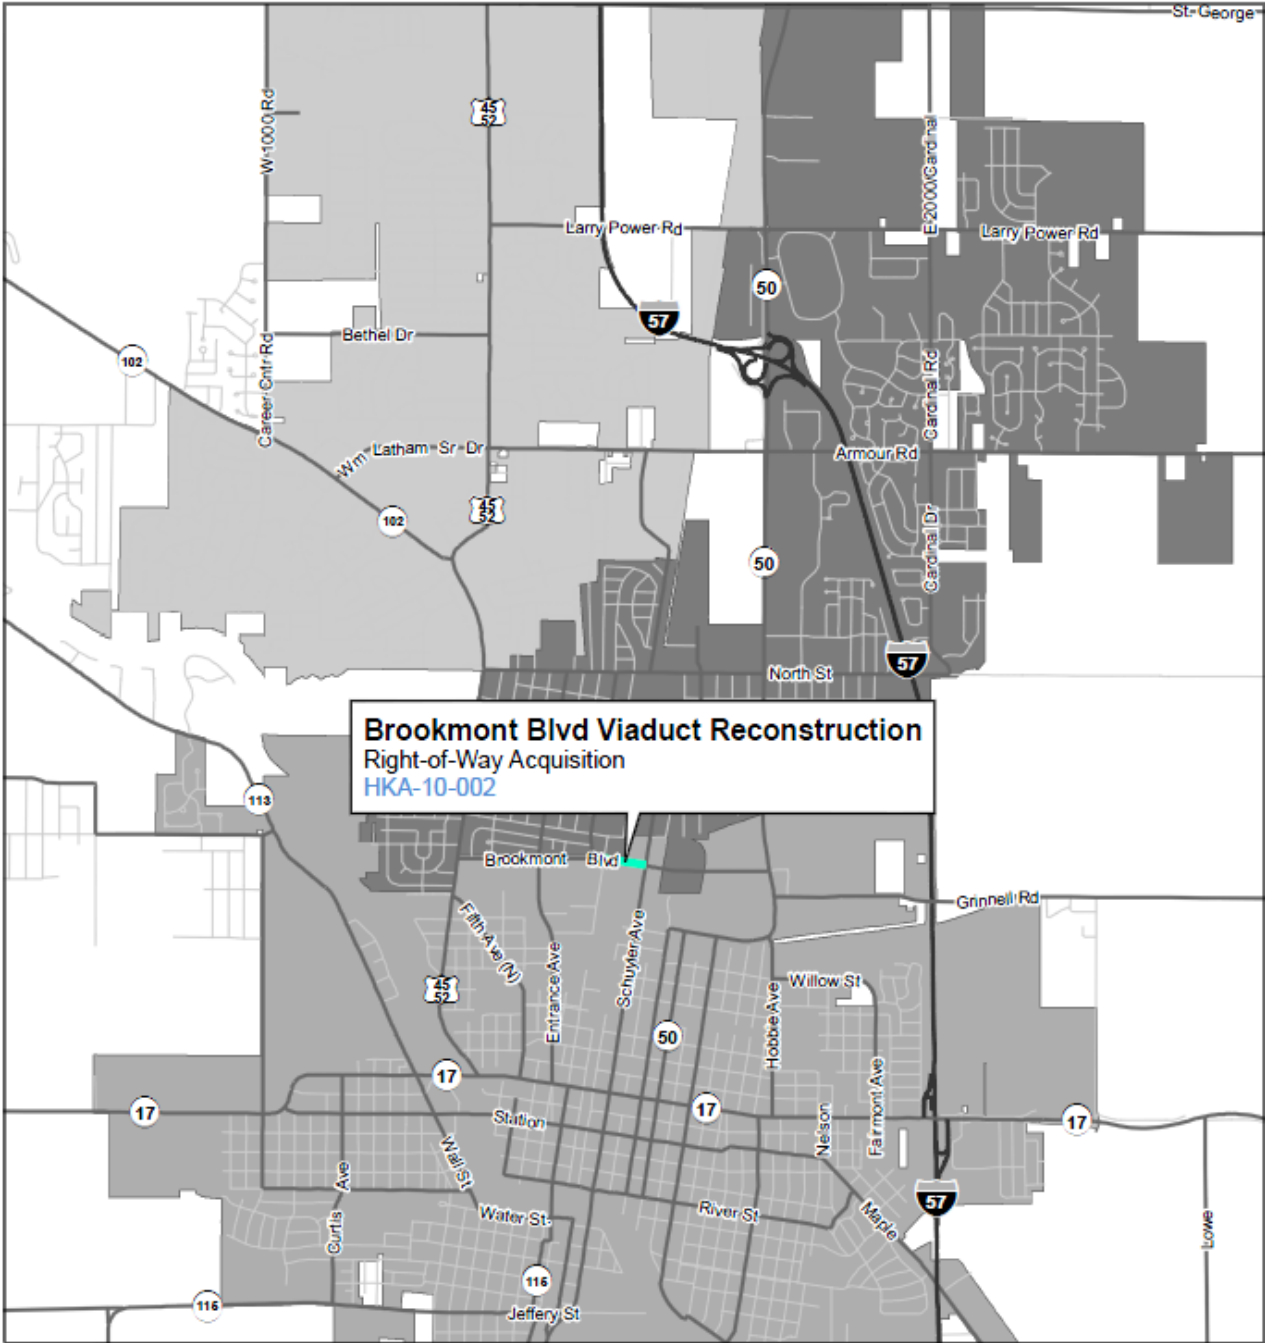 St. George
45
52
W 1000 Rd
E 2000/Cardinal
Larry Power Rd
Larry Power Rd
50
57
Bethel Dr
102
Career Cntr Rd
Cardinal Rd
Wm Latham Sr Dr
Armour Rd
45
52
102
Cardinal Dr
50
57
North St
Brookmont Blvd Viaduct Reconstruction
Right-of-Way Acquisition
HKA-10-002
113
Brookmont Blvd
Grinnell Rd
Fifth Ave (N)
Schuyler Ave
Entrance Ave
45
52
Willow St
Hobbie Ave
50
17
17
17
17
Station
Nelson
Fairmont Ave
Wall St
Curtis Ave
57
River St
Water St
Maple
Lowe
115
115
Jeffery St